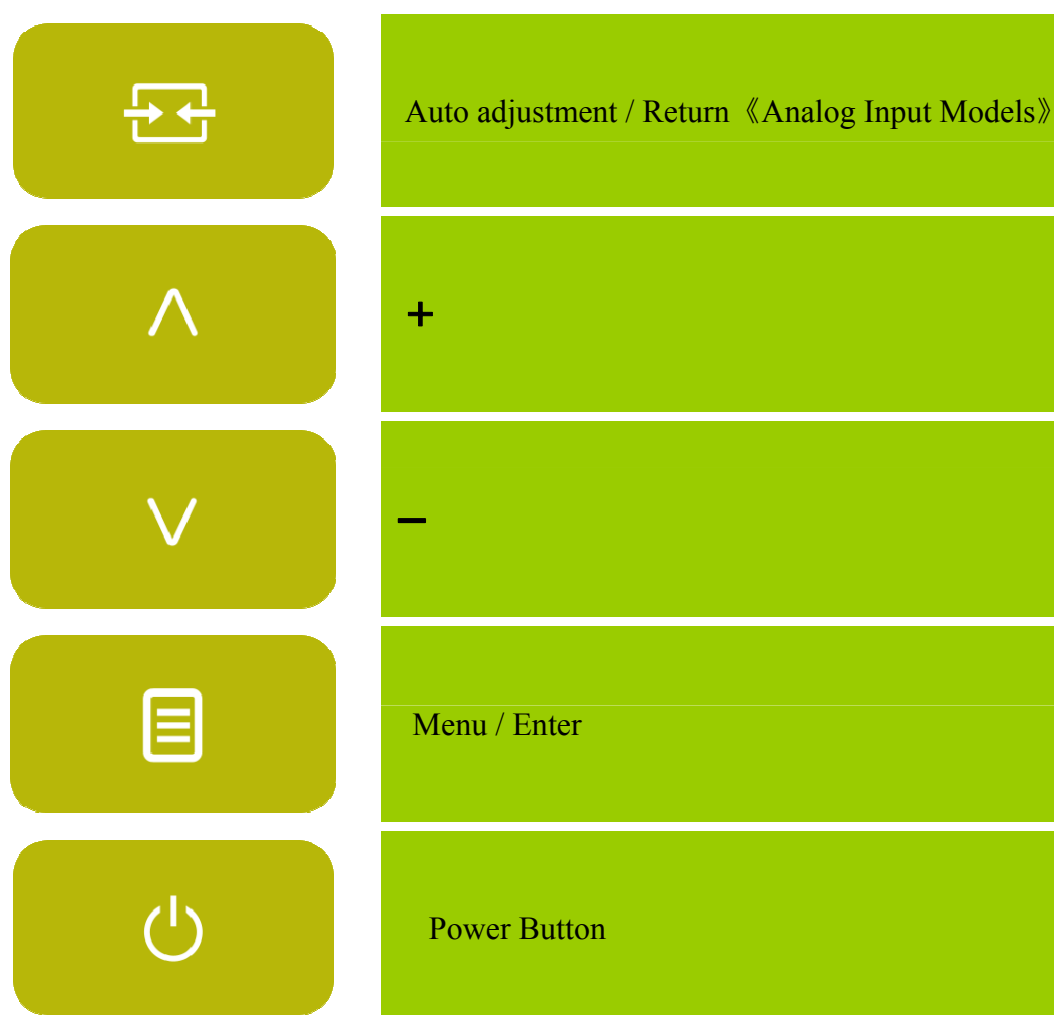 Auto adjustment / Return《Analog Input Models》
+
−
Menu / Enter
Power Button